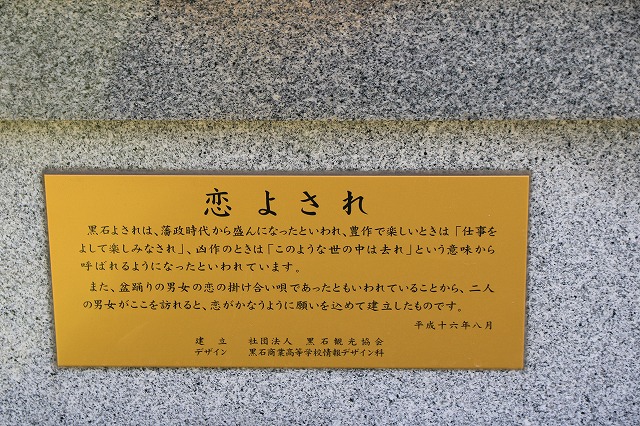 恋よされ
黒石よされは、藩政時代から盛んになったといわれ、豊作で楽しいときは「仕事を
よして楽しみなされ」、凶作のときは「このような世の中は去れ」という意味から
呼ばれるようになったといわれています。
また、盆踊りの男女の恋の掛け合い唄であったともいわれていることから、二人
の男女がここを訪れると、恋がかなうように願いを込めて建立したものです。
平成十六年八月
建立 社団法人 黒石観光協会
デザイン 黒石商業高等学校情報デザイン科